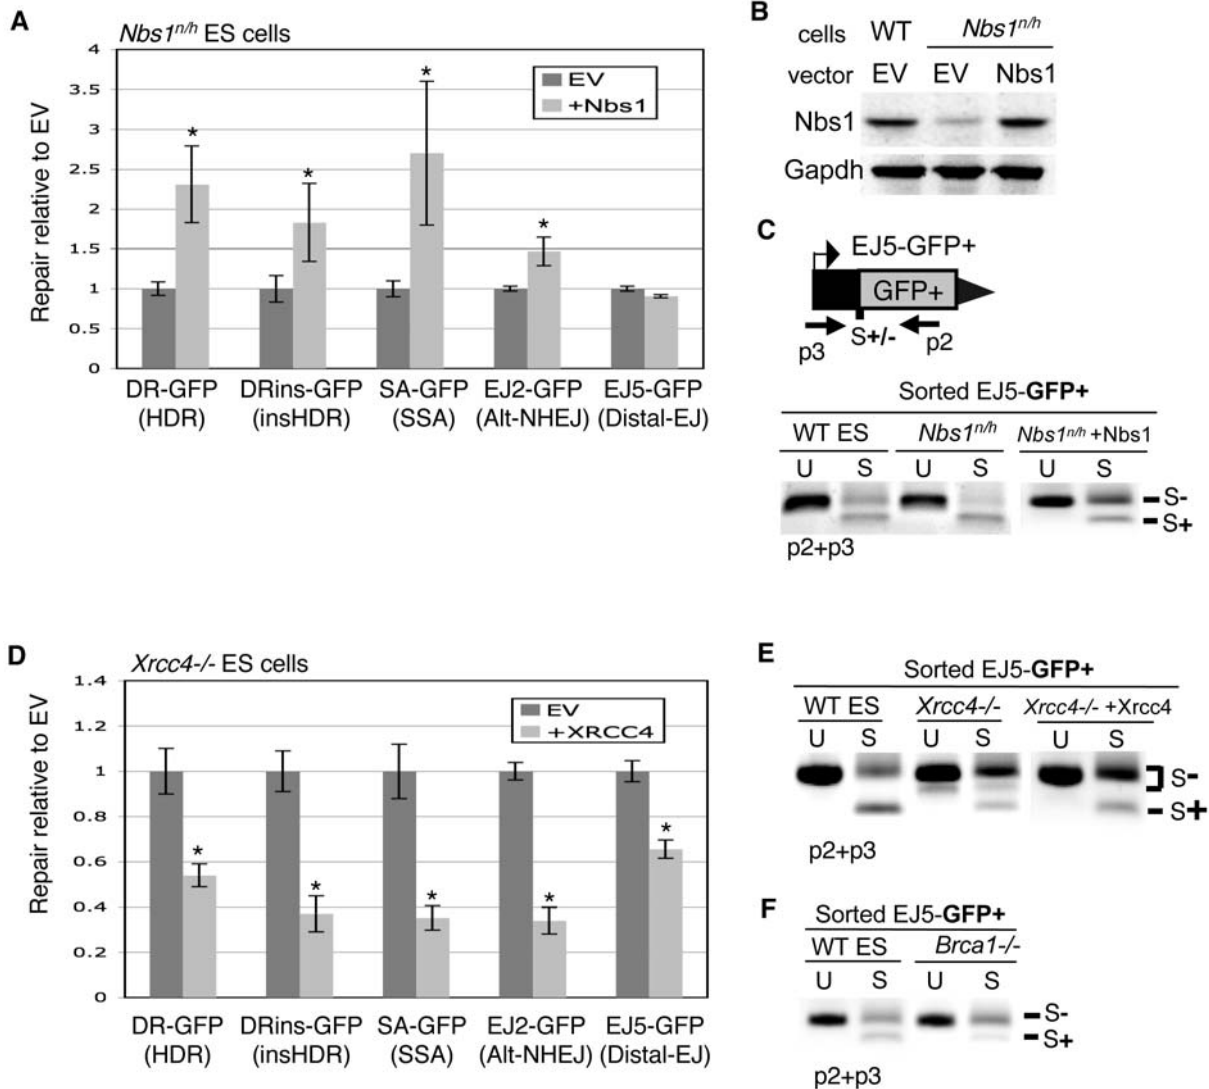 A
Nbs1n/h ES cells
4
3.5
3
2.5
2
1.5
1
0.5
0
Repair relative to EV
EV
+Nbs1
*
*
*
*
DR-GFP DRins-GFP SA-GFP EJ2-GFP EJ5-GFP
(HDR) (insHDR) (SSA) (Alt-NHEJ) (Distal-EJ)
B
cells WT Nbs1n/h
vector EV EV Nbs1
Nbs1
Gapdh
C
EJ5-GFP+
GFP+
p3 S+/- p2
Sorted EJ5-GFP+
WT ES Nbs1n/h Nbs1n/h +Nbs1
U S U S U S
S-
S+
p2+p3
D
Xrcc4-/- ES cells
1.4
1.2
1
0.8
0.6
0.4
0.2
0
Repair relative to EV
EV
+XRCC4
*
*
*
*
*
DR-GFP DRins-GFP SA-GFP EJ2-GFP EJ5-GFP
(HDR) (insHDR) (SSA) (Alt-NHEJ) (Distal-EJ)
E
Sorted EJ5-GFP+
WT ES Xrcc4-/- Xrcc4-/- +Xrcc4
U S U S U S
S-
S+
p2+p3
F
Sorted EJ5-GFP+
WT ES Brca1-/-
U S U S
S-
S+
p2+p3